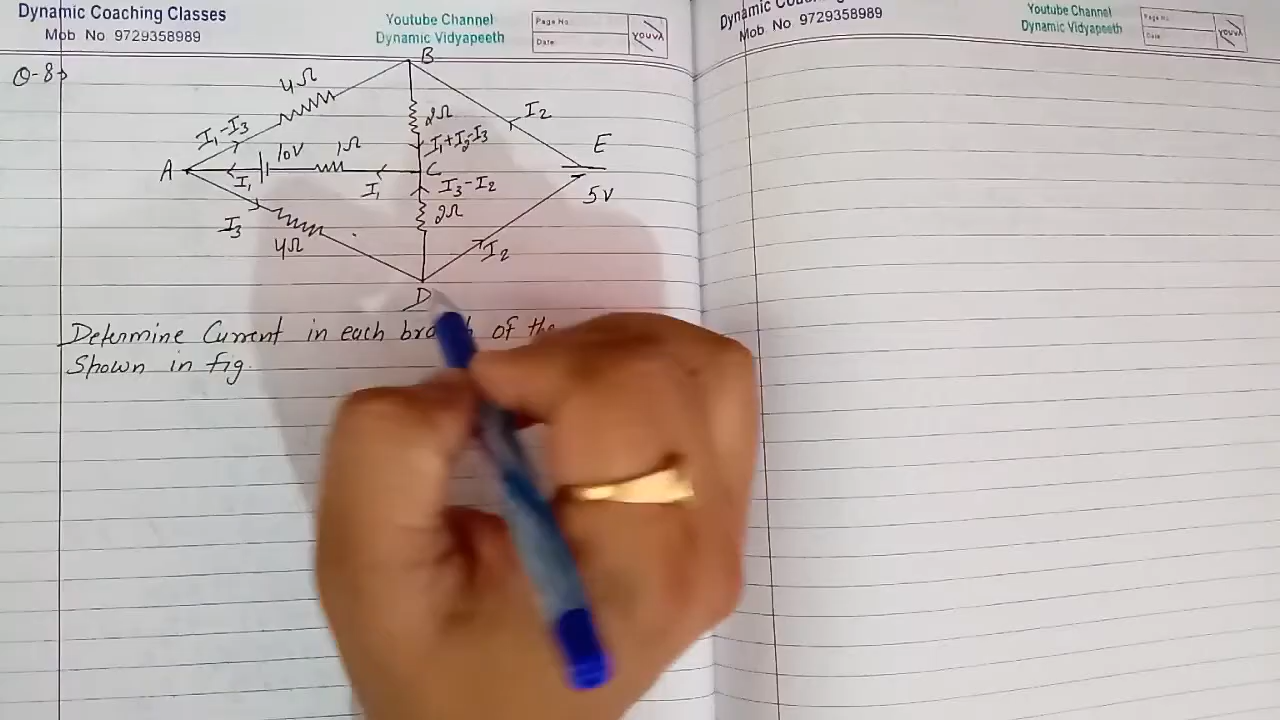 Dynamic Coaching Classes
Mob No 9729358989
Youtube Channel
Dynamic Vidyapeeth
Page No.
Date
youva
Dynamic
Mob No 9729358989
Youtube Channel
Dynamic Vidyapeeth
Page No.
Date
youva
Q-8
B
4Ω
2Ω
I2
I1-I3
10V
1Ω
I1+I2-I3
E
A
I1
I1
C
I3-I2
5V
I3
4Ω
2Ω
I2
D
Determine Current in each of the
Shown in fig.